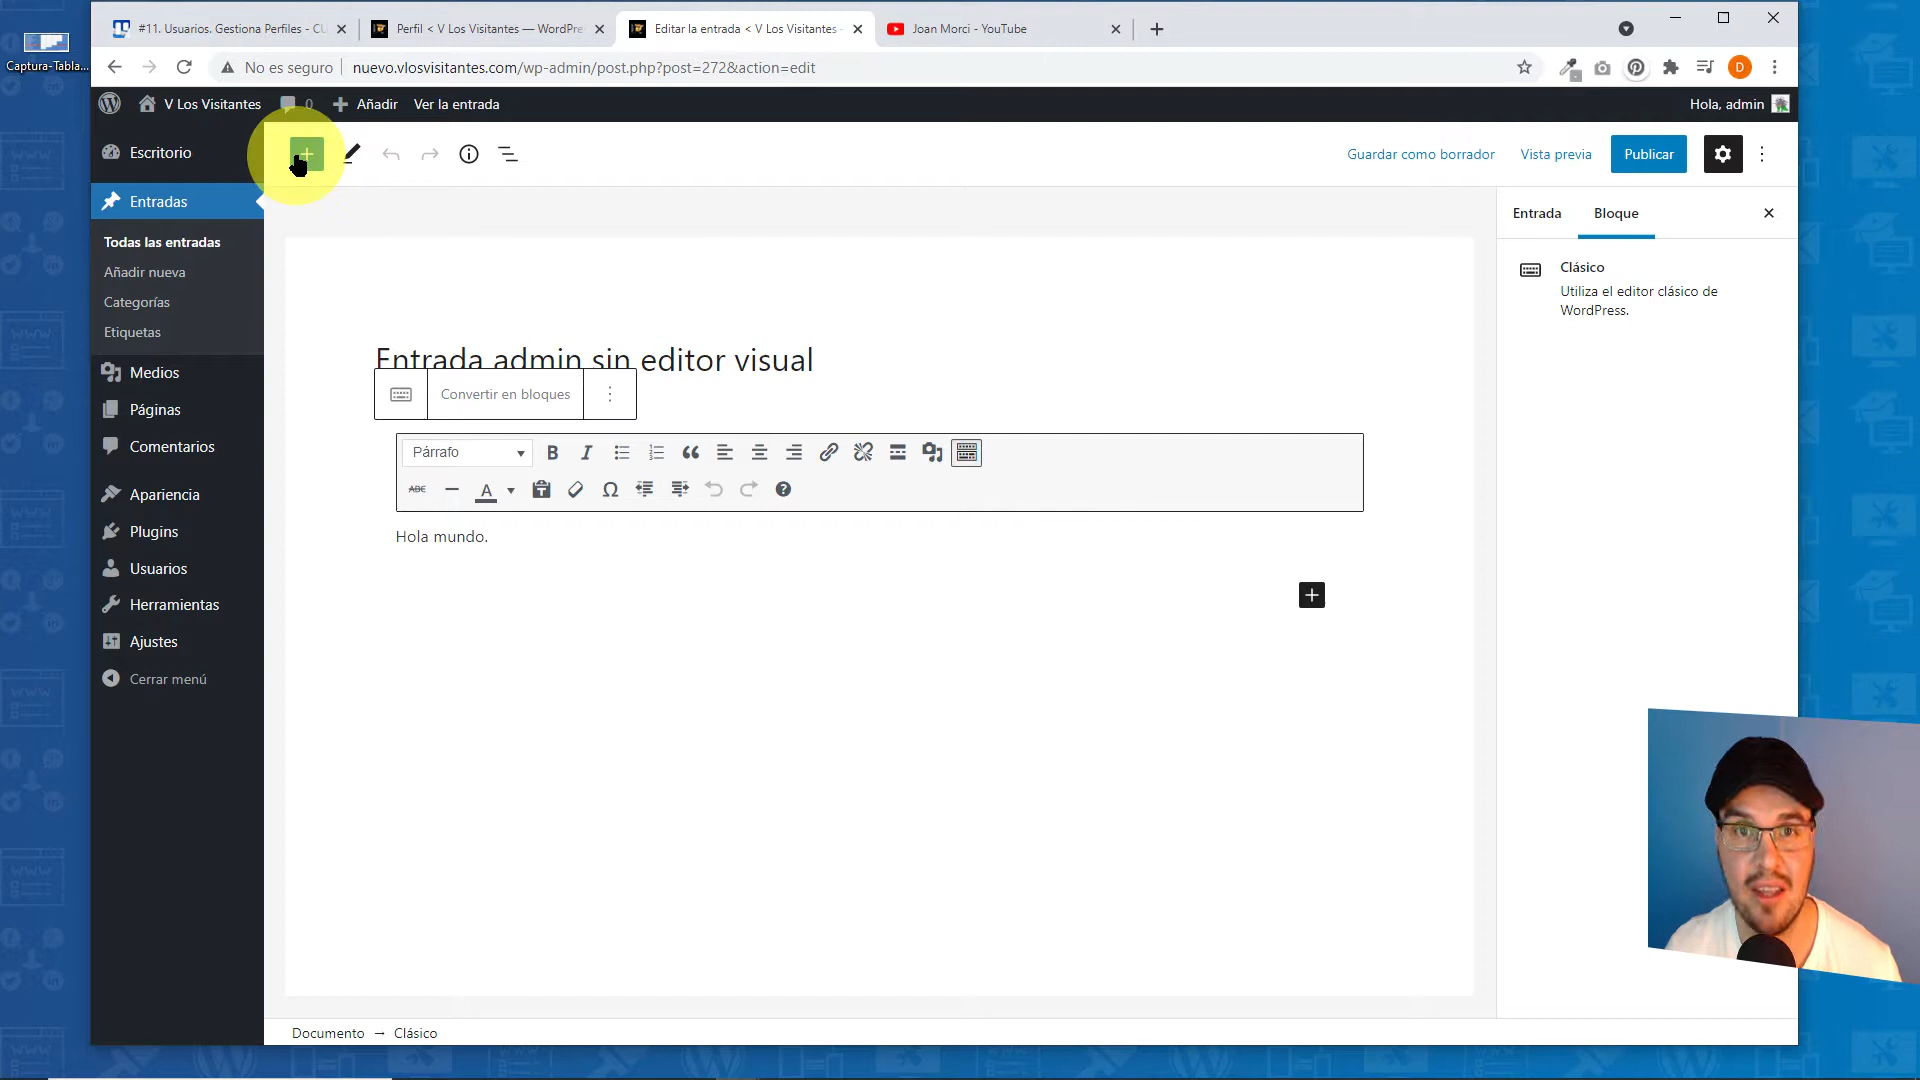 Captura-Tabla...
#11. Usuarios. Gestiona Perfiles - CU
Perfil < V Los Visitantes — WordPre
Editar la entrada < V Los Visitantes -
Joan Morci - YouTube
No es seguro
nuevo.vlosvisitantes.com/wp-admin/post.php?post=272&action=edit
D
V Los Visitantes
0
Añadir
Ver la entrada
Hola, admin
Escritorio
Entradas
Todas las entradas
Añadir nueva
Categorías
Etiquetas
Medios
Páginas
Comentarios
Apariencia
Plugins
Usuarios
Herramientas
Ajustes
Cerrar menú
Guardar como borrador
Vista previa
Publicar
Entrada
Bloque
Clásico
Utiliza el editor clásico de
WordPress.
Entrada admin sin editor visual
Convertir en bloques
Párrafo
B
I
ABC
A
Ω
Hola mundo.
Documento → Clásico